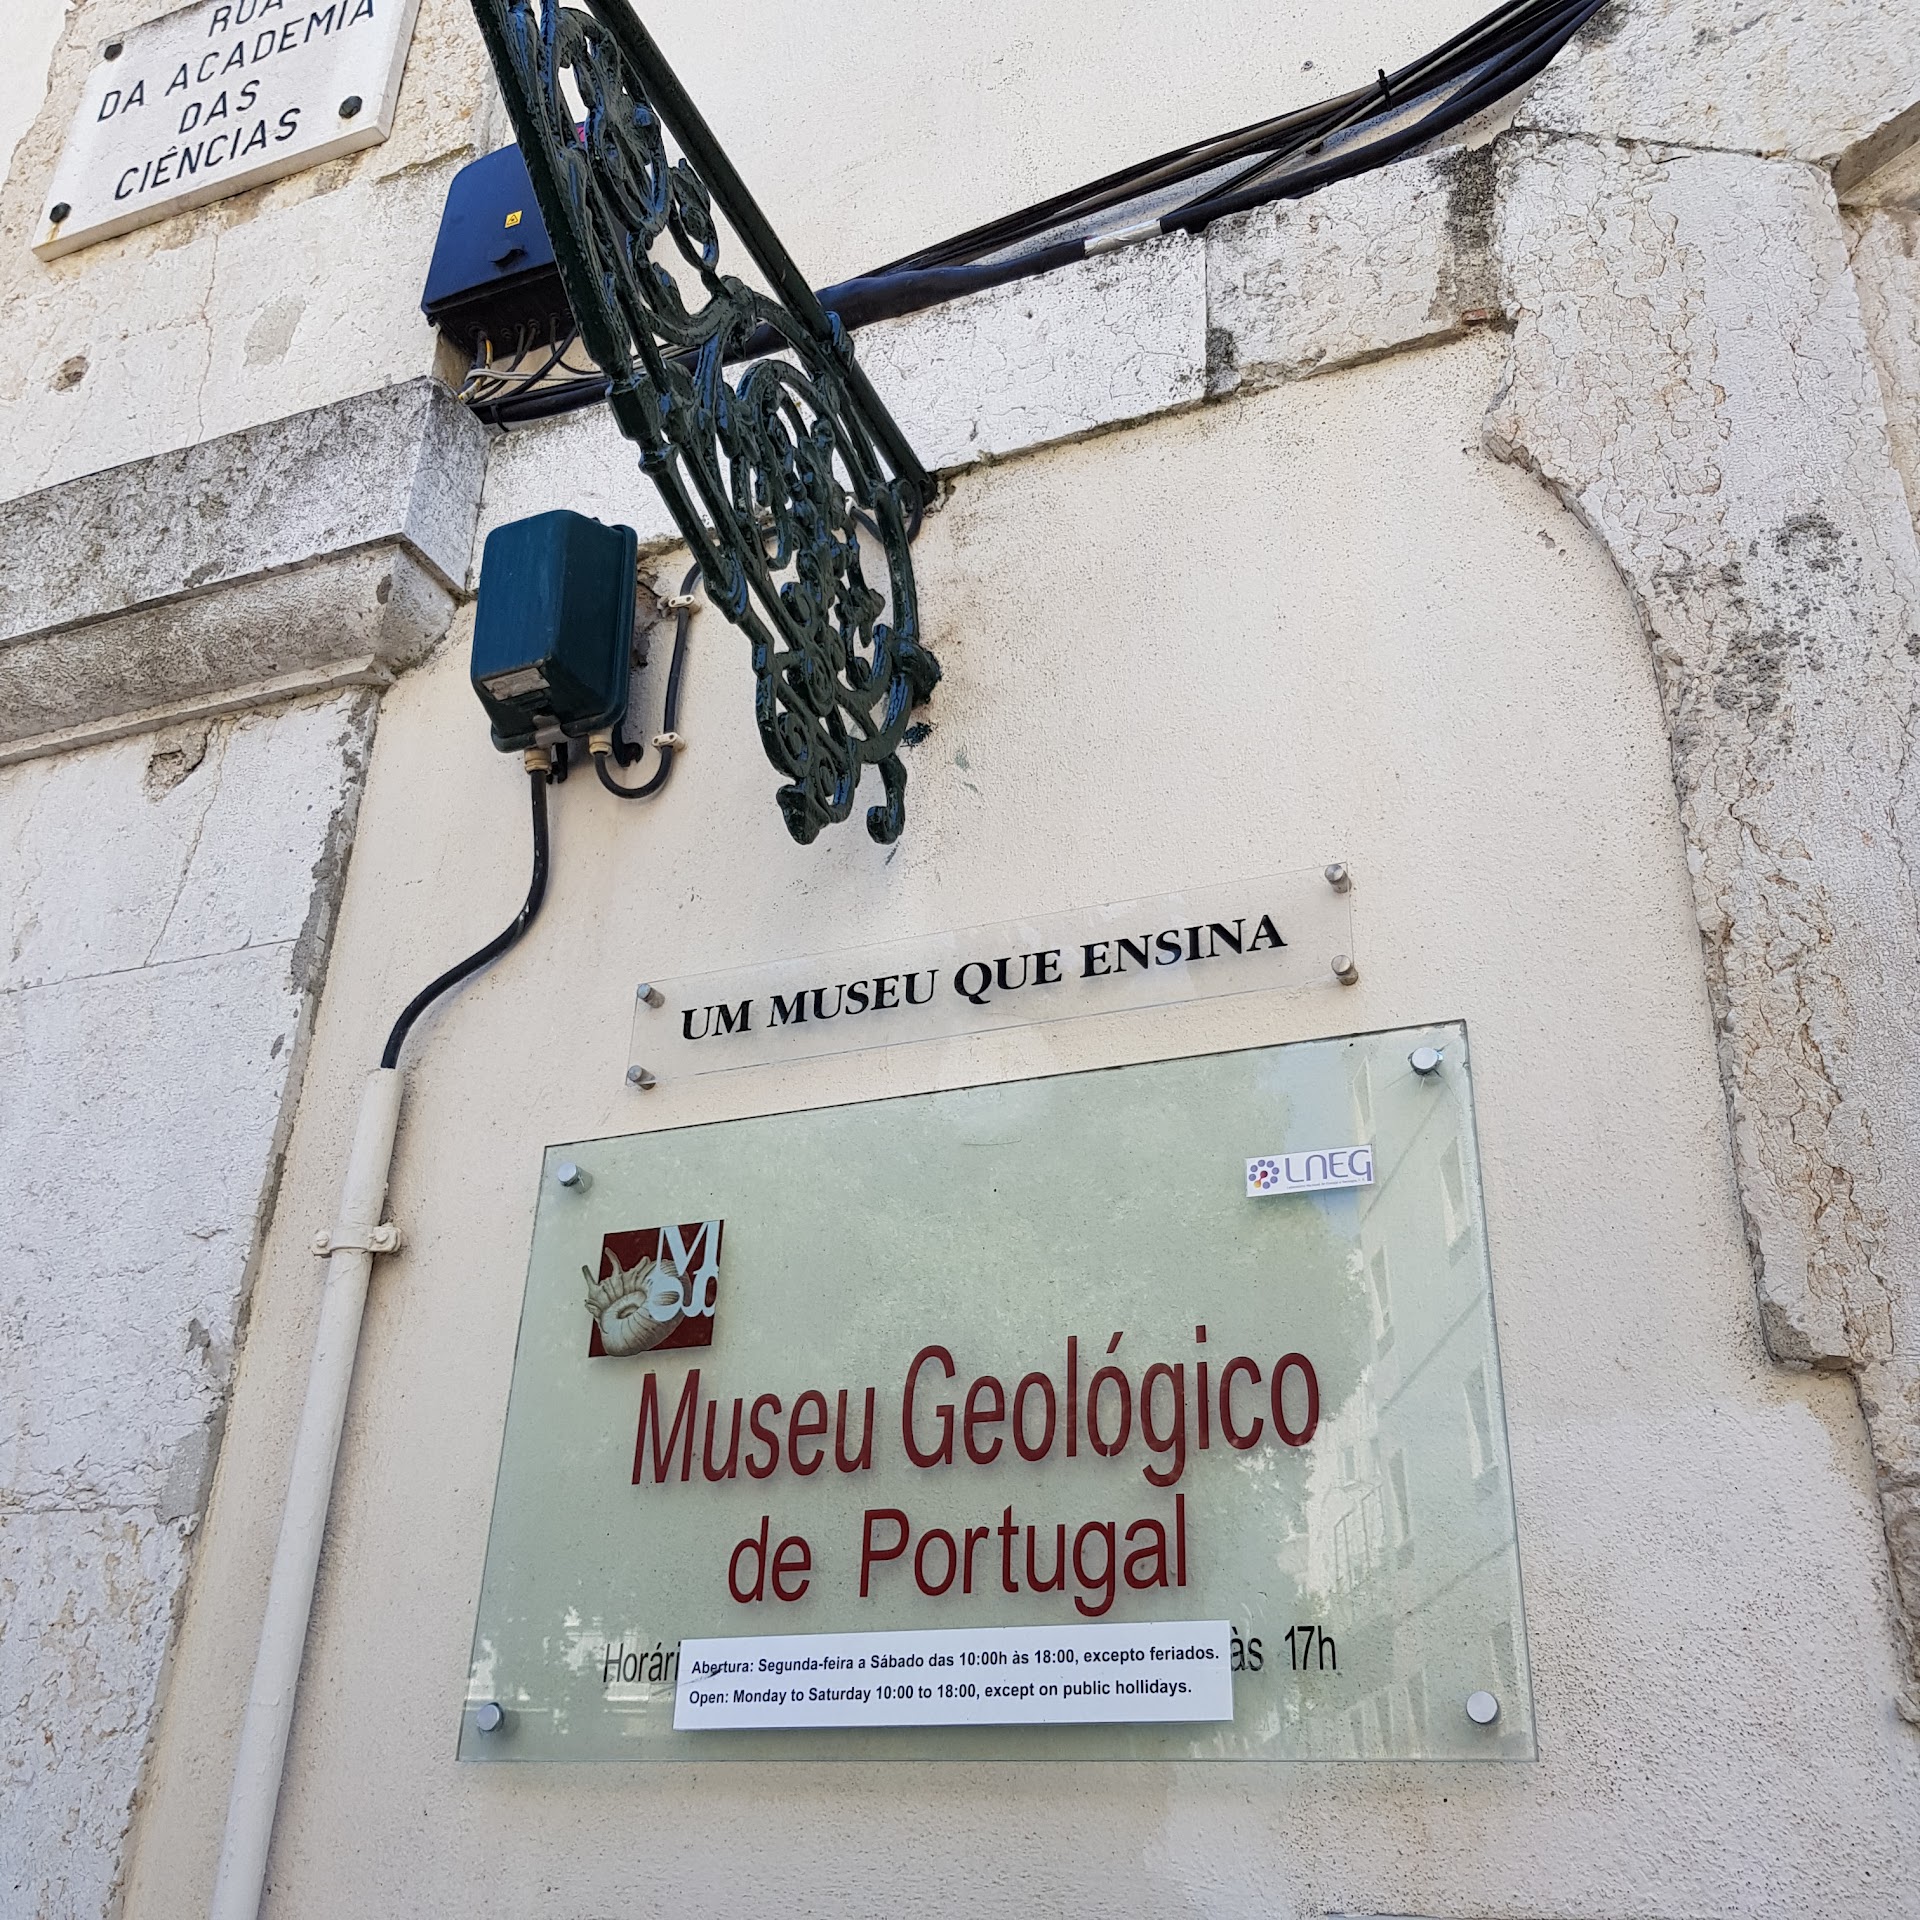 RUA
DA ACADEMIA
DAS
CIÊNCIAS
UM MUSEU QUE ENSINA
LNEG
Museu Geológico
de Portugal
às 17h
Abertura: Segunda-feira a Sábado das 10:00h às 18:00, excepto feriados.
Open: Monday to Saturday 10:00 to 18:00, except on public hollidays.